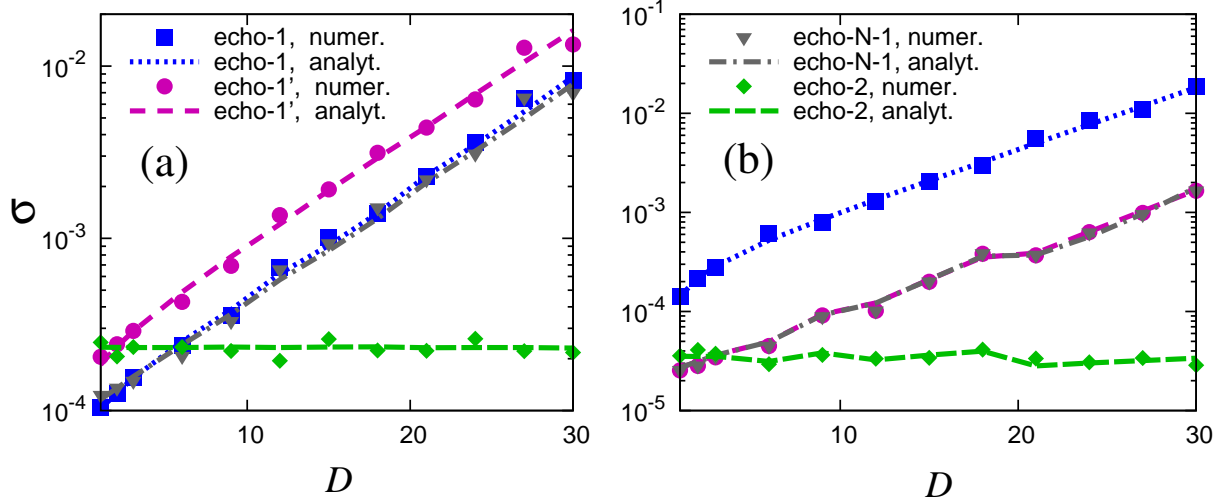 echo-1, numer.
echo-1, analyt.
echo-1', numer.
echo-1', analyt.
(a)
σ
10^-2
10^-3
10^-4
10 20 30
D
echo-N-1, numer.
echo-N-1, analyt.
echo-2, numer.
echo-2, analyt.
(b)
10^-1
10^-2
10^-3
10^-4
10^-5
10 20 30
D